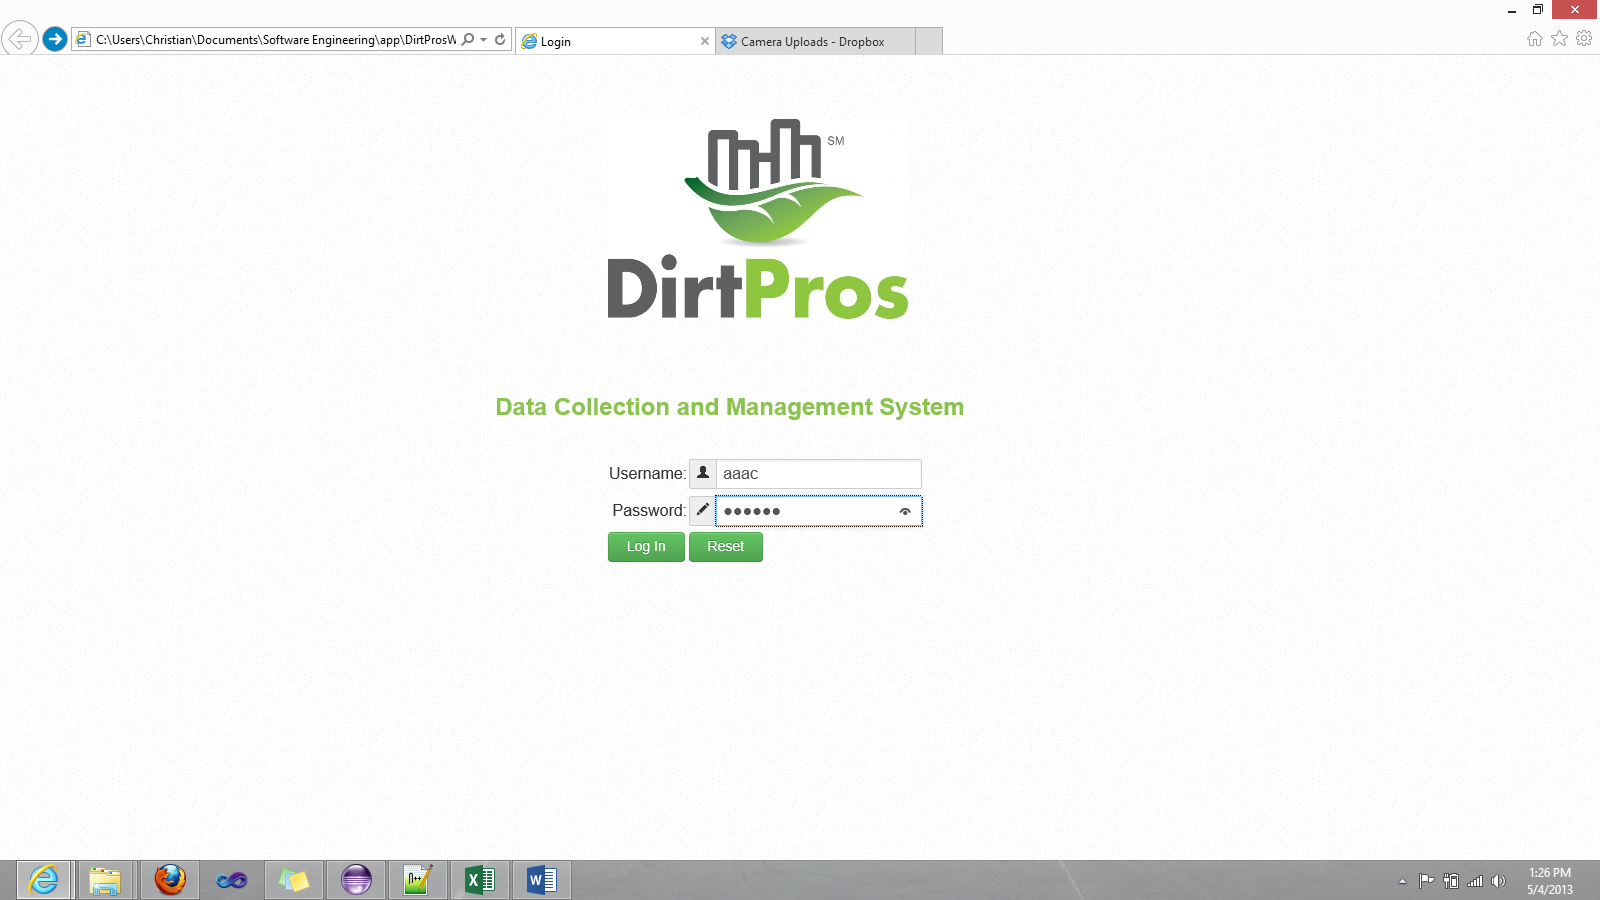 C:\Users\Christian\Documents\Software Engineering\app\DirtProsW
Login
Camera Uploads - Dropbox
SM
DirtPros
Data Collection and Management System
Username: aaac
Password: ••••••
Log In Reset
1:26 PM
5/4/2013